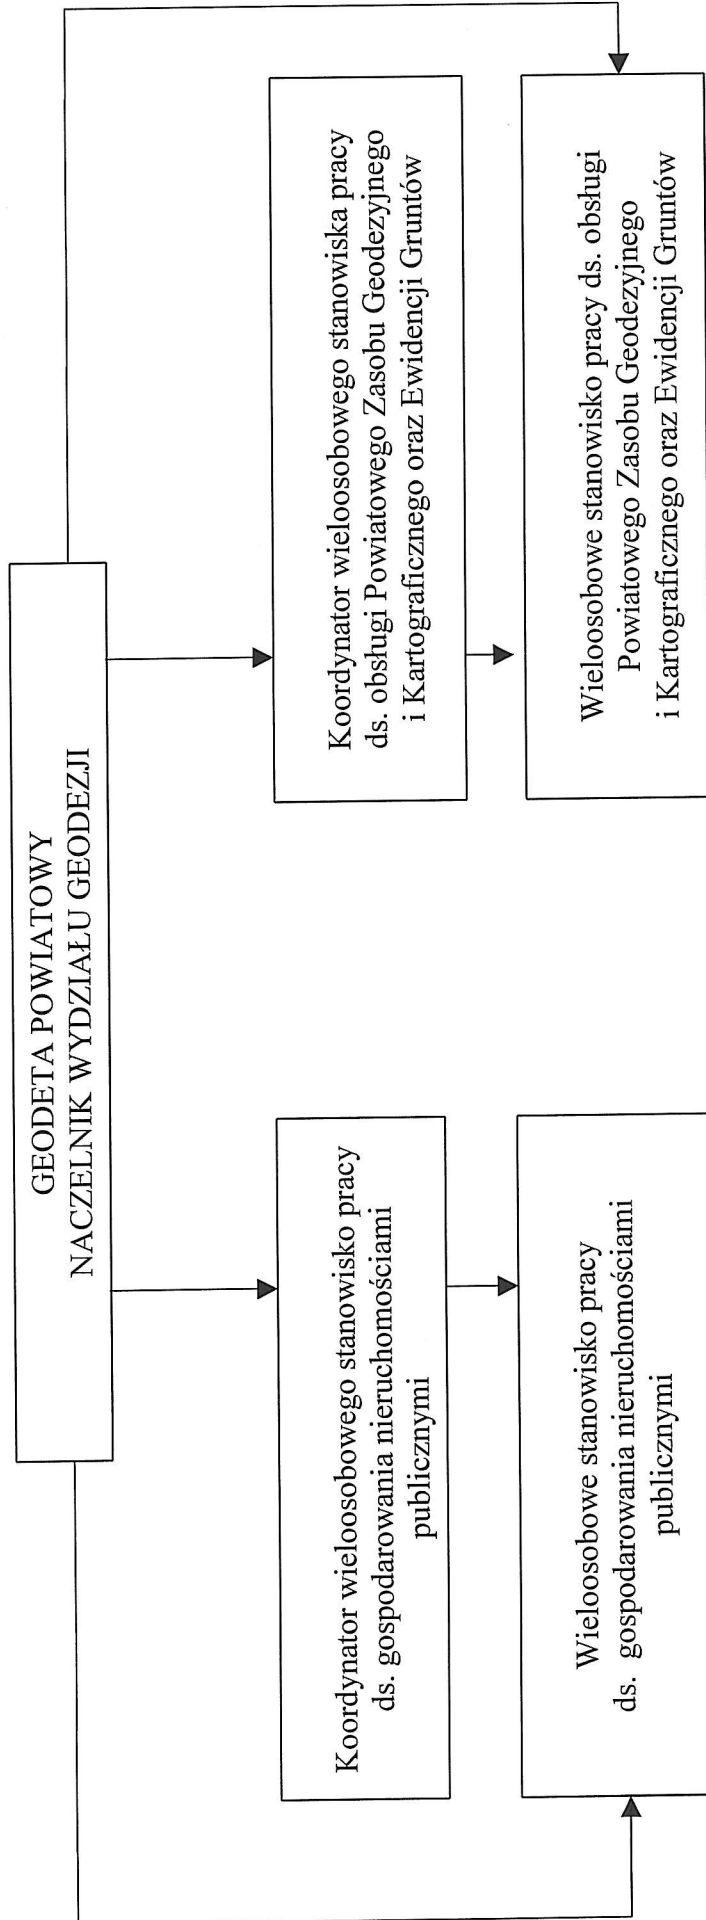 GEODETA POWIATOWY
NACZELNIK WYDZIAŁU GEODEZJI
Koordynator wieloosobowego stanowisko pracy
ds. gospodarowania nieruchomościami
publicznymi
Koordynator wieloosobowego stanowiska pracy
ds. obsługi Powiatowego Zasobu Geodezyjnego
i Kartograficznego oraz Ewidencji Gruntów
Wieloosobowe stanowisko pracy
ds. gospodarowania nieruchomościami
publicznymi
Wieloosobowe stanowisko pracy ds. obsługi
Powiatowego Zasobu Geodezyjnego
i Kartograficznego oraz Ewidencji Gruntów